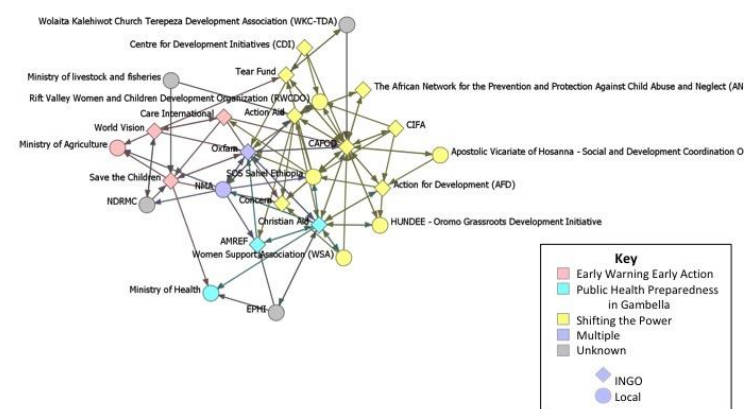 Wolaita Kalehiwot Church Terepeza Development Association (WKC-TDA)
Centre for Development Initiatives (CDI)
Tear Fund
Ministry of livestock and fisheries
The African Network for the Prevention and Protection Against Child Abuse and Neglect (AN
Rift Valley Women and Children Development Organization (RWCDO)
Care International
Action Aid
World Vision
CIFA
Ministry of Agriculture
Oxfam
CAFOD
Apostolic Vicariate of Hosanna - Social and Development Coordination O
Save the Children
SOS Sahel Ethiopia
NMA
Action for Development (AFD)
NDRMC
Concern
Christian Aid
HUNDEE - Oromo Grassroots Development Initiative
AMREF
Women Support Association (WSA)
Ministry of Health
EPHI
Key
Early Warning Early Action
Public Health Preparedness
in Gambella
Shifting the Power
Multiple
Unknown
INGO
Local